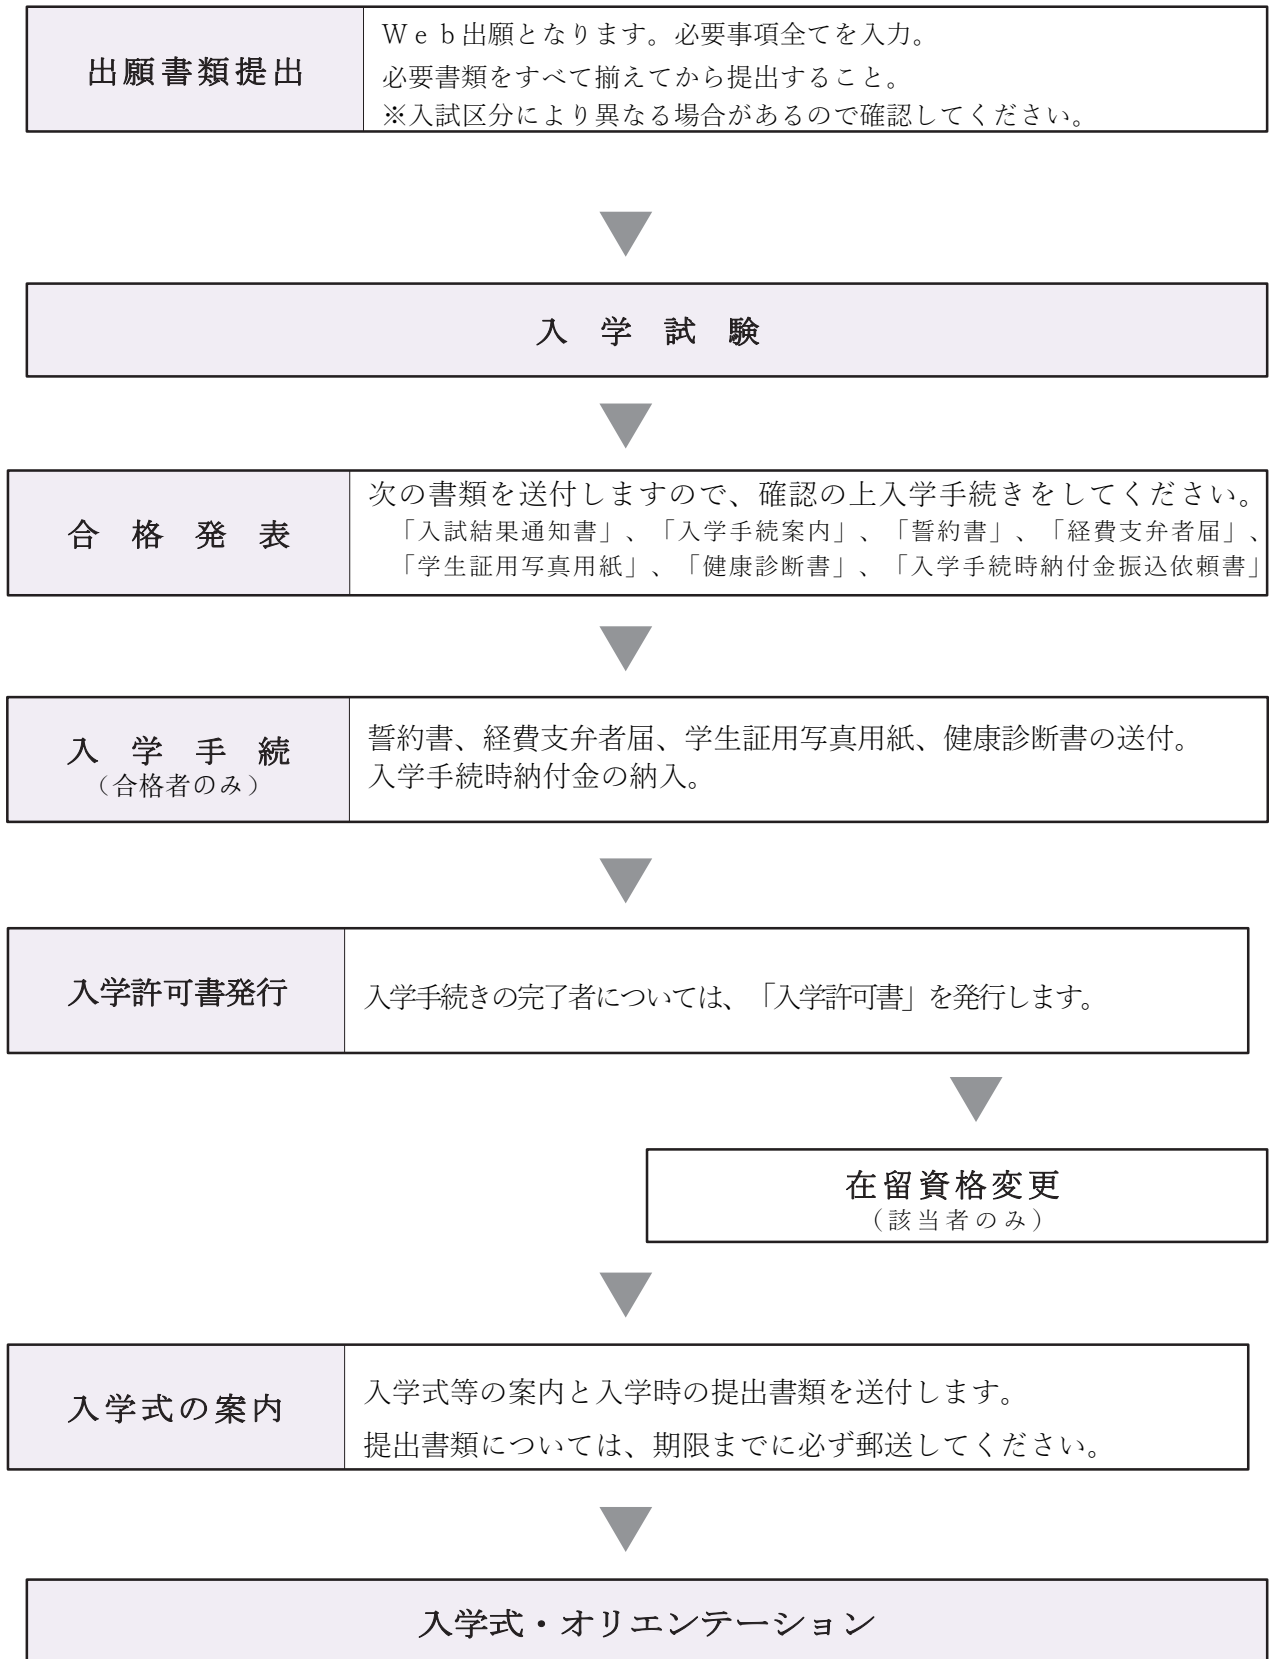 出願書類提出
Ｗｅｂ出願となります。必要事項全てを入力。
必要書類をすべて揃えてから提出すること。
※入試区分により異なる場合があるので確認してください。
入学試験
合格発表
次の書類を送付しますので、確認の上入学手続きをしてください。
「入試結果通知書」、「入学手続案内」、「誓約書」、「経費支弁者届」、
「学生証用写真用紙」、「健康診断書」、「入学手続時納付金振込依頼書」
入学手続
（合格者のみ）
誓約書、経費支弁者届、学生証用写真用紙、健康診断書の送付。
入学手続時納付金の納入。
入学許可書発行
入学手続きの完了者については、「入学許可書」を発行します。
在留資格変更
（該当者のみ）
入学式の案内
入学式等の案内と入学時の提出書類を送付します。
提出書類については、期限までに必ず郵送してください。
入学式・オリエンテーション